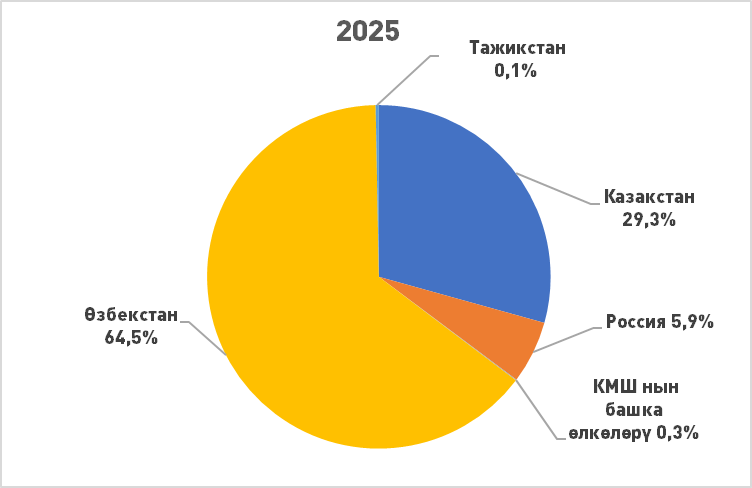 2025
Тажикстан
0,1%
Казакстан
29,3%
Россия 5,9%
КМШ нын
башка
өлкөлөрү 0,3%
Өзбекстан
64,5%